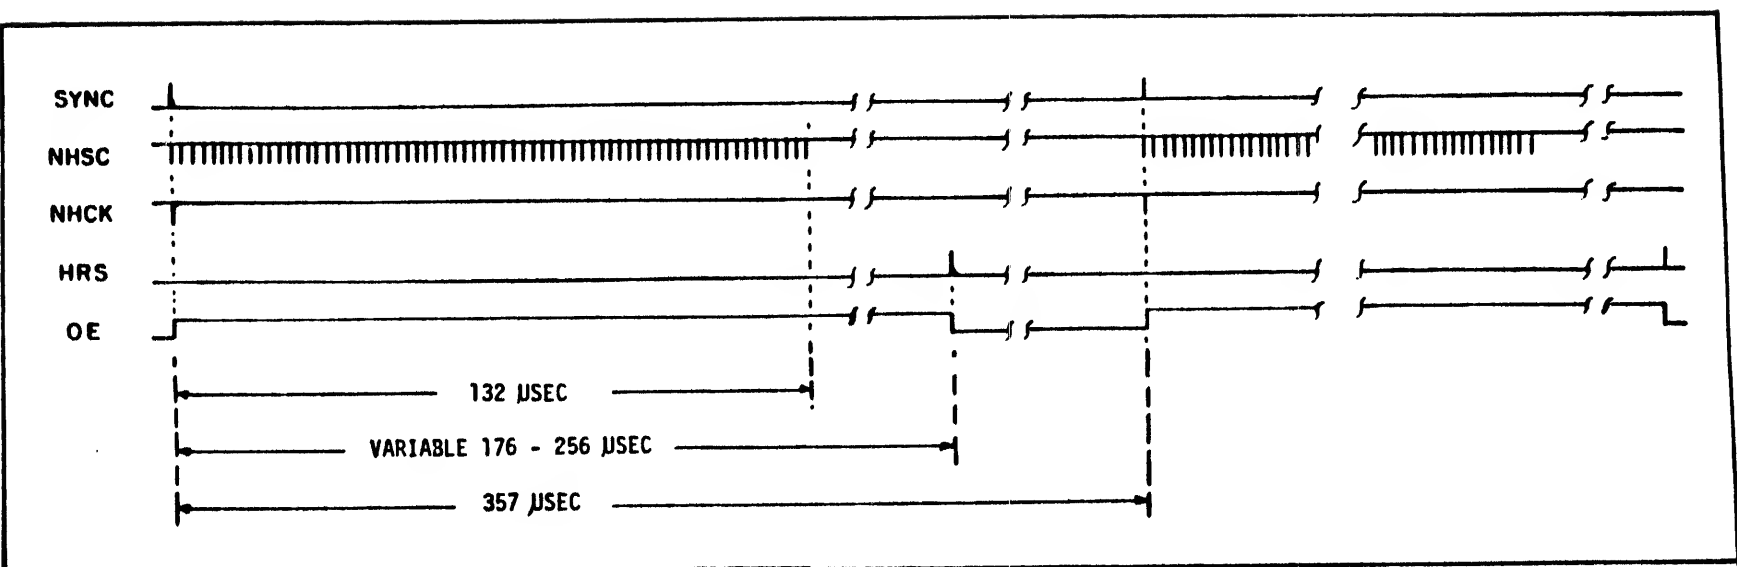 SYNC
NHSC
NHCK
HRS
OE
132 µSEC
VARIABLE 176 - 256 µSEC
357 µSEC